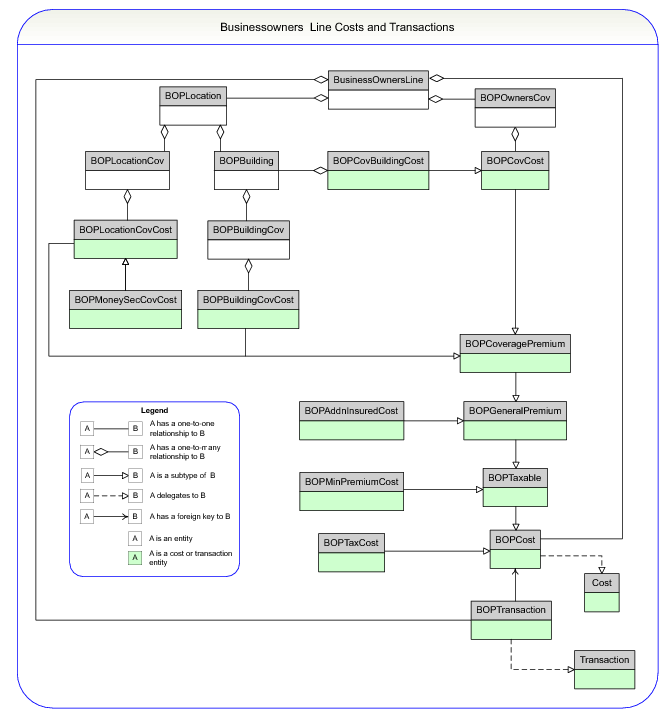 Businessowners  Line Costs and Transactions
BusinessOwnersLine
BOPLocation
BOPOwnersCov
BOPLocationCov
BOPBuilding
BOPCovBuildingCost
BOPCovCost
BOPLocationCovCost
BOPBuildingCov
BOPMoneySecCovCost
BOPBuildingCovCost
BOPCoveragePremium
BOPAddnInsuredCost
BOPGeneralPremium
BOPMinPremiumCost
BOPTaxable
BOPTaxCost
BOPCost
Cost
BOPTransaction
Transaction
Legend
A
B
A has a one-to-one
relationship to B
A
B
A has a one-to-many
relationship to B
A
B
A is a subtype of  B
A
B
A delegates to B
A
B
A has a foreign key to B
A
A is an entity
A
A is a cost or transaction
entity